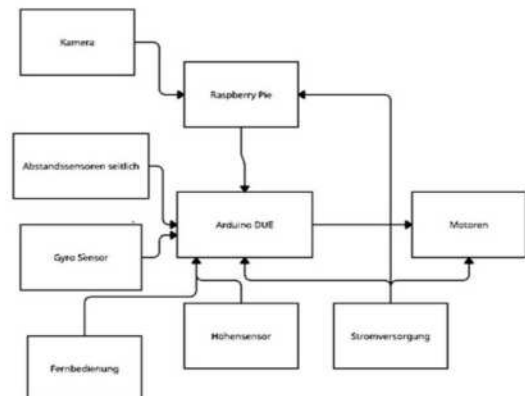 Kamera
Raspberry Pie
Abstandssensoren seitlich
Arduino DUE
Motoren
Gyro Sensor
Höhensensor
Stromversorgung
Fernbedienung